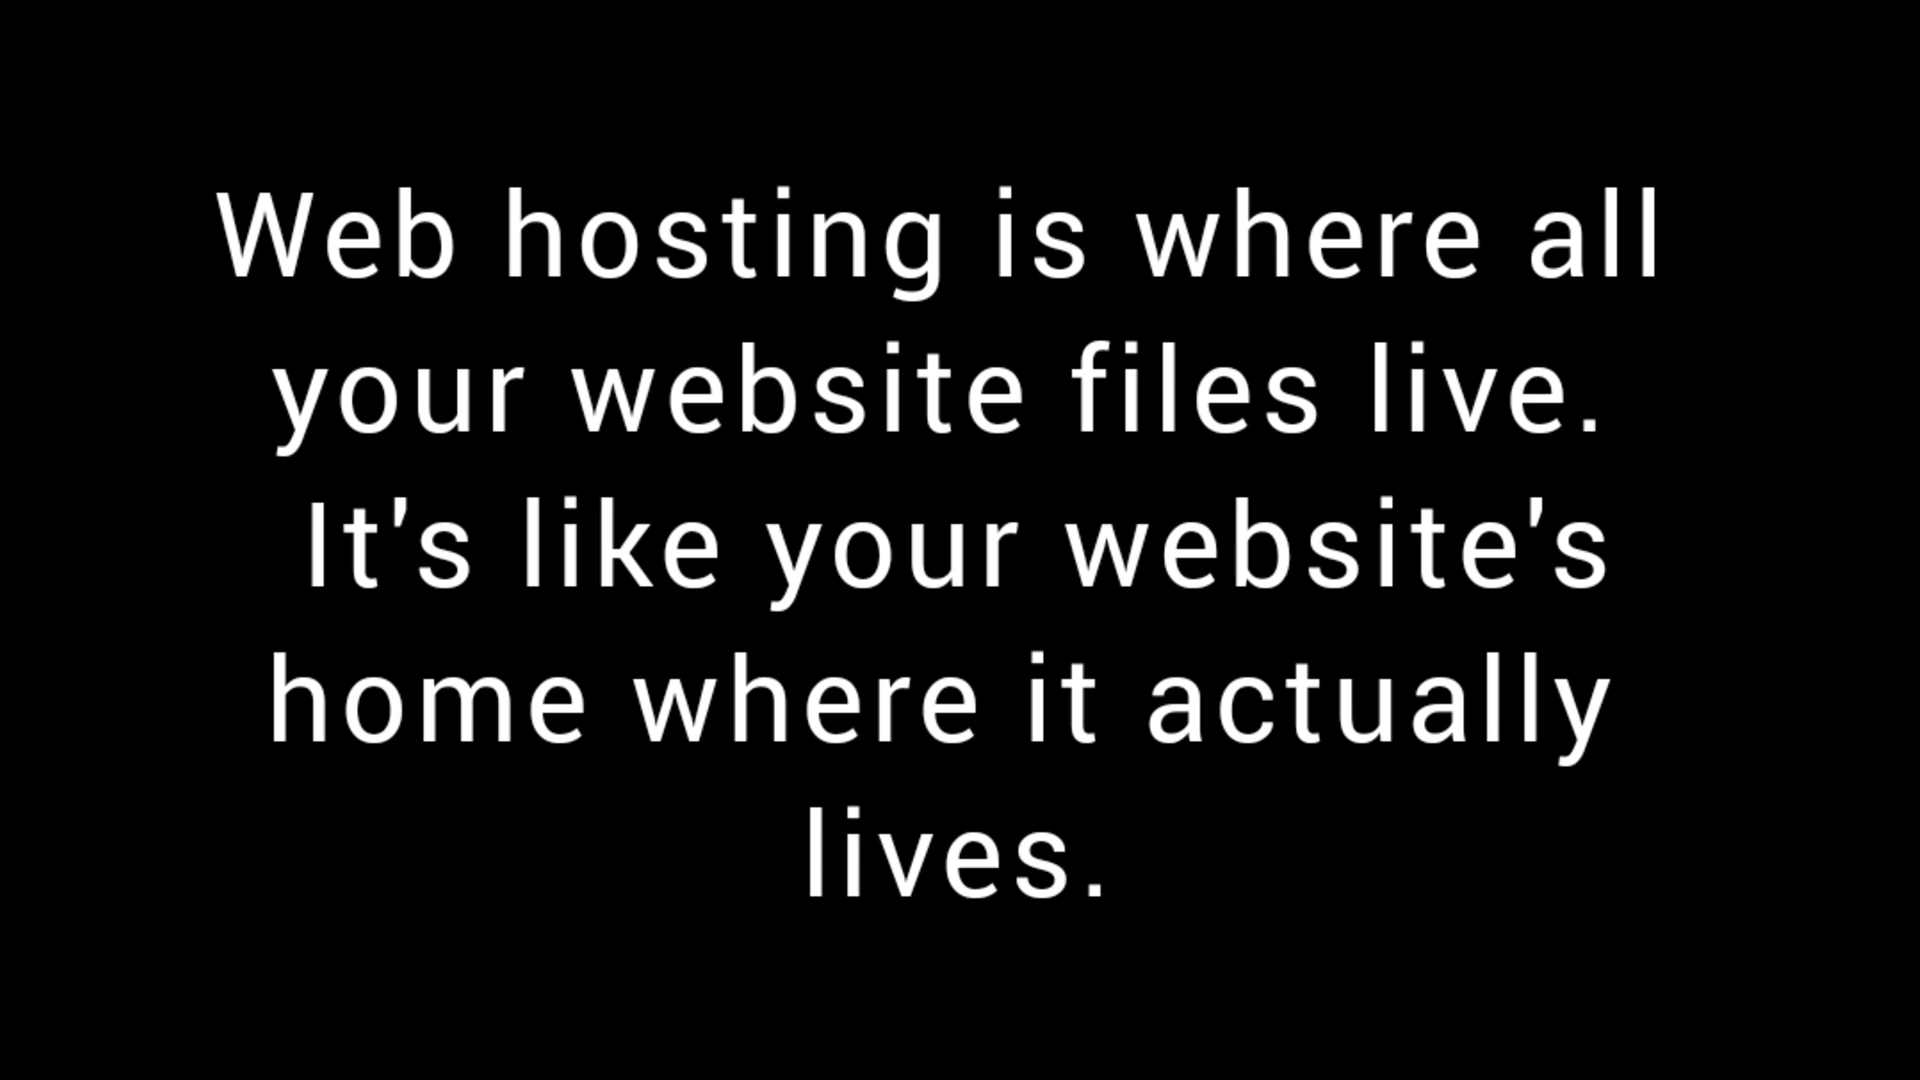 Web hosting is where all
your website files live.
It's like your website's
home where it actually
lives.